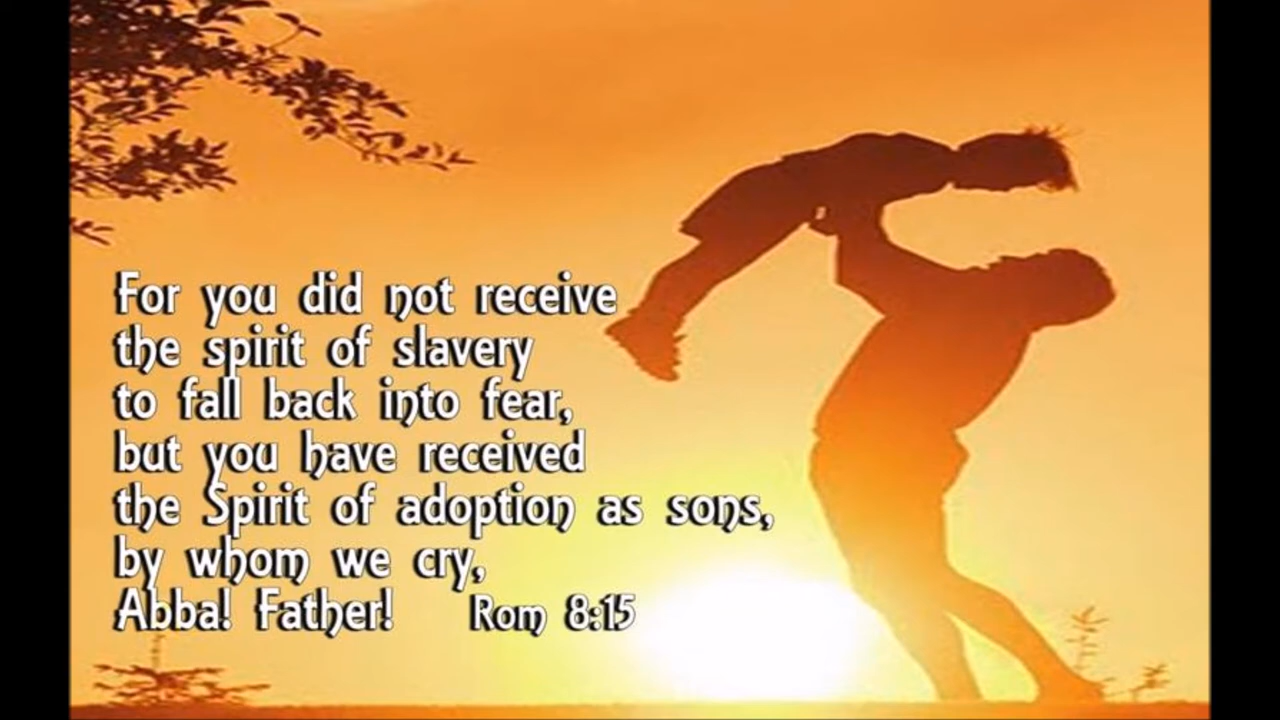 For you did not receive
the spirit of slavery
to fall back into fear,
but you have received
the Spirit of adoption as sons,
by whom we cry,
Abba! Father! Rom 8:15